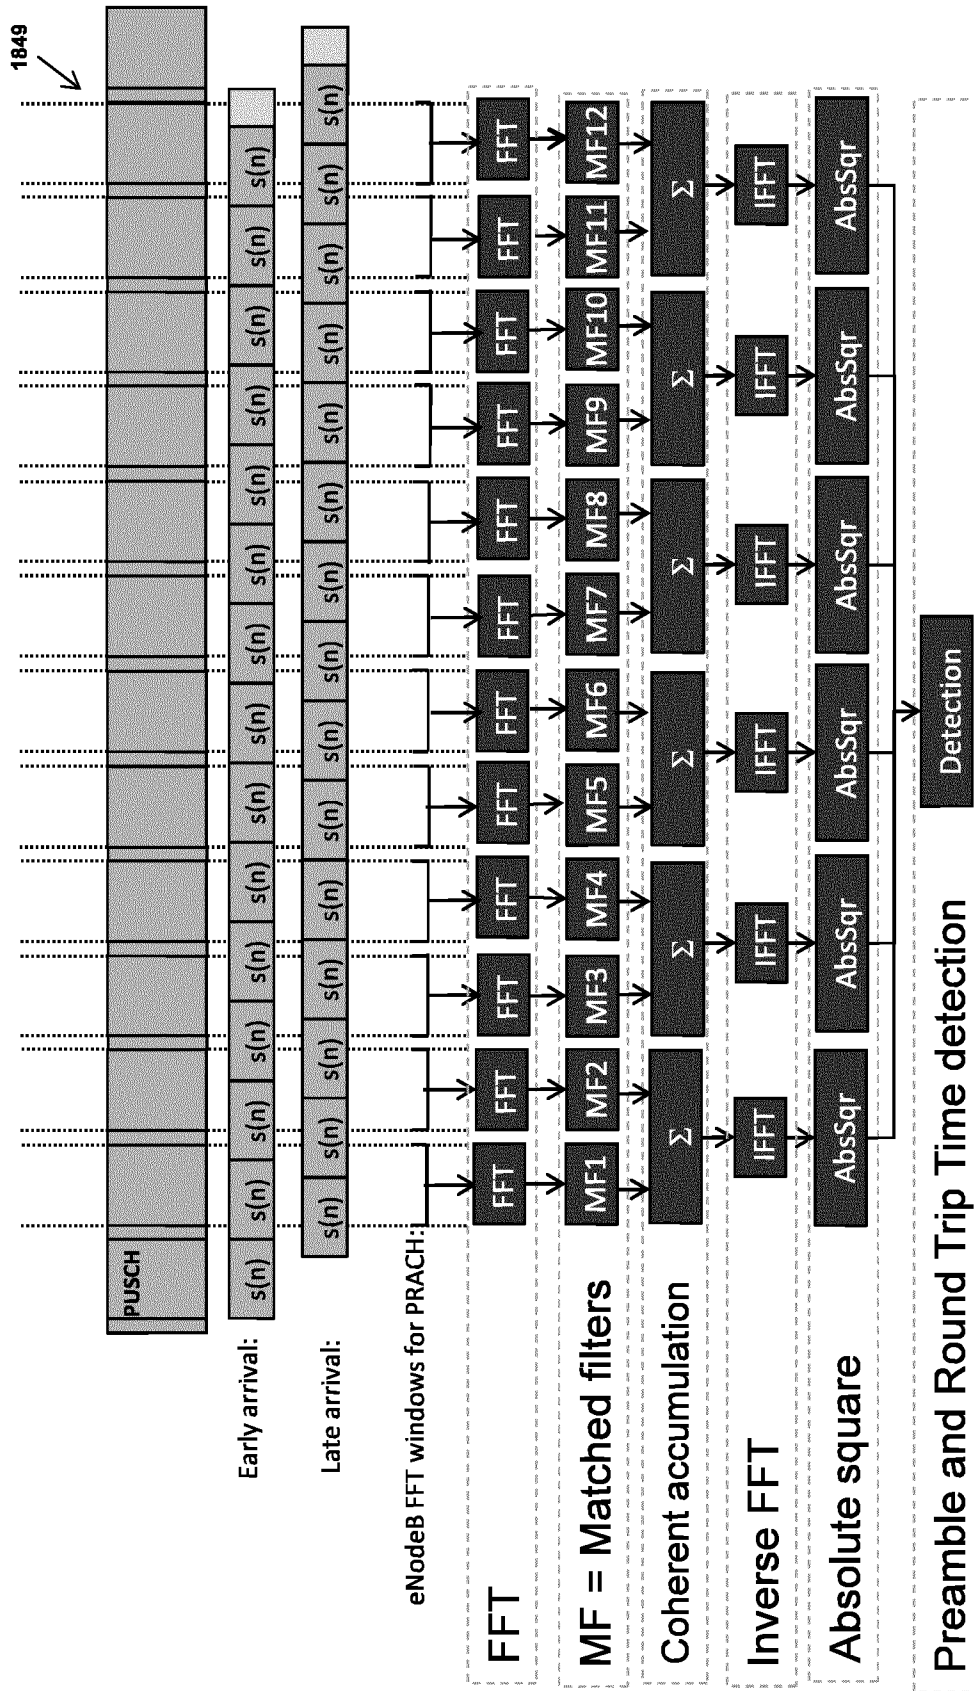 1849
PUSCH
Early arrival: s(n) s(n) s(n) s(n) s(n) s(n) s(n) s(n) s(n) s(n) s(n) s(n) s(n) s(n) s(n)
Late arrival: s(n) s(n) s(n) s(n) s(n) s(n) s(n) s(n) s(n) s(n) s(n) s(n) s(n) s(n) s(n)
eNodeB FFT windows for PRACH:
FFT FFT FFT FFT FFT FFT FFT FFT FFT FFT FFT FFT FFT
MF = Matched filters MF1 MF2 MF3 MF4 MF5 MF6 MF7 MF8 MF9 MF10 MF11 MF12
Coherent accumulation Σ Σ Σ Σ Σ Σ
Inverse FFT IFFT IFFT IFFT IFFT IFFT IFFT
Absolute square AbsSqr AbsSqr AbsSqr AbsSqr AbsSqr AbsSqr
Preamble and Round Trip Time detection Detection